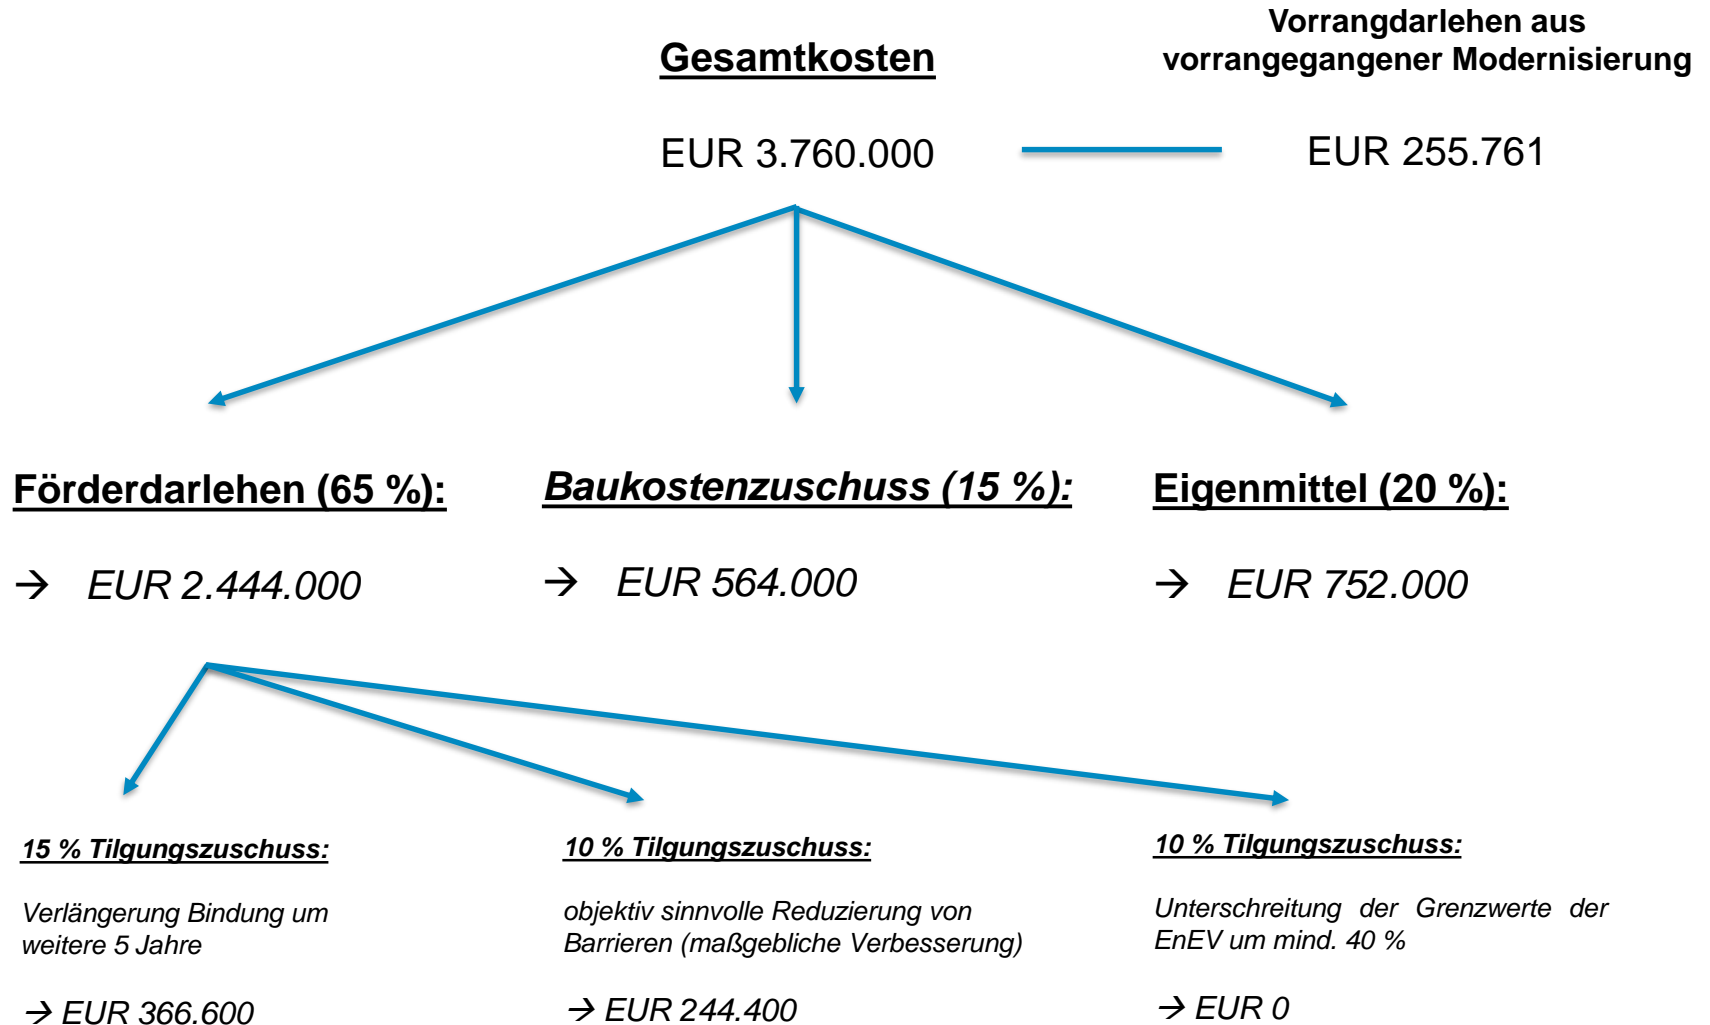 Gesamtkosten
Vorrangdarlehen aus
vorrangegangener Modernisierung
EUR 3.760.000
EUR 255.761
Förderdarlehen (65 %):
→ EUR 2.444.000
Baukostenzuschuss (15 %):
→ EUR 564.000
Eigenmittel (20 %):
→ EUR 752.000
15 % Tilgungszuschuss:
Verlängerung Bindung um
weitere 5 Jahre
→ EUR 366.600
10 % Tilgungszuschuss:
objektiv sinnvolle Reduzierung von
Barrieren (maßgebliche Verbesserung)
→ EUR 244.400
10 % Tilgungszuschuss:
Unterschreitung der Grenzwerte der
EnEV um mind. 40 %
→ EUR 0